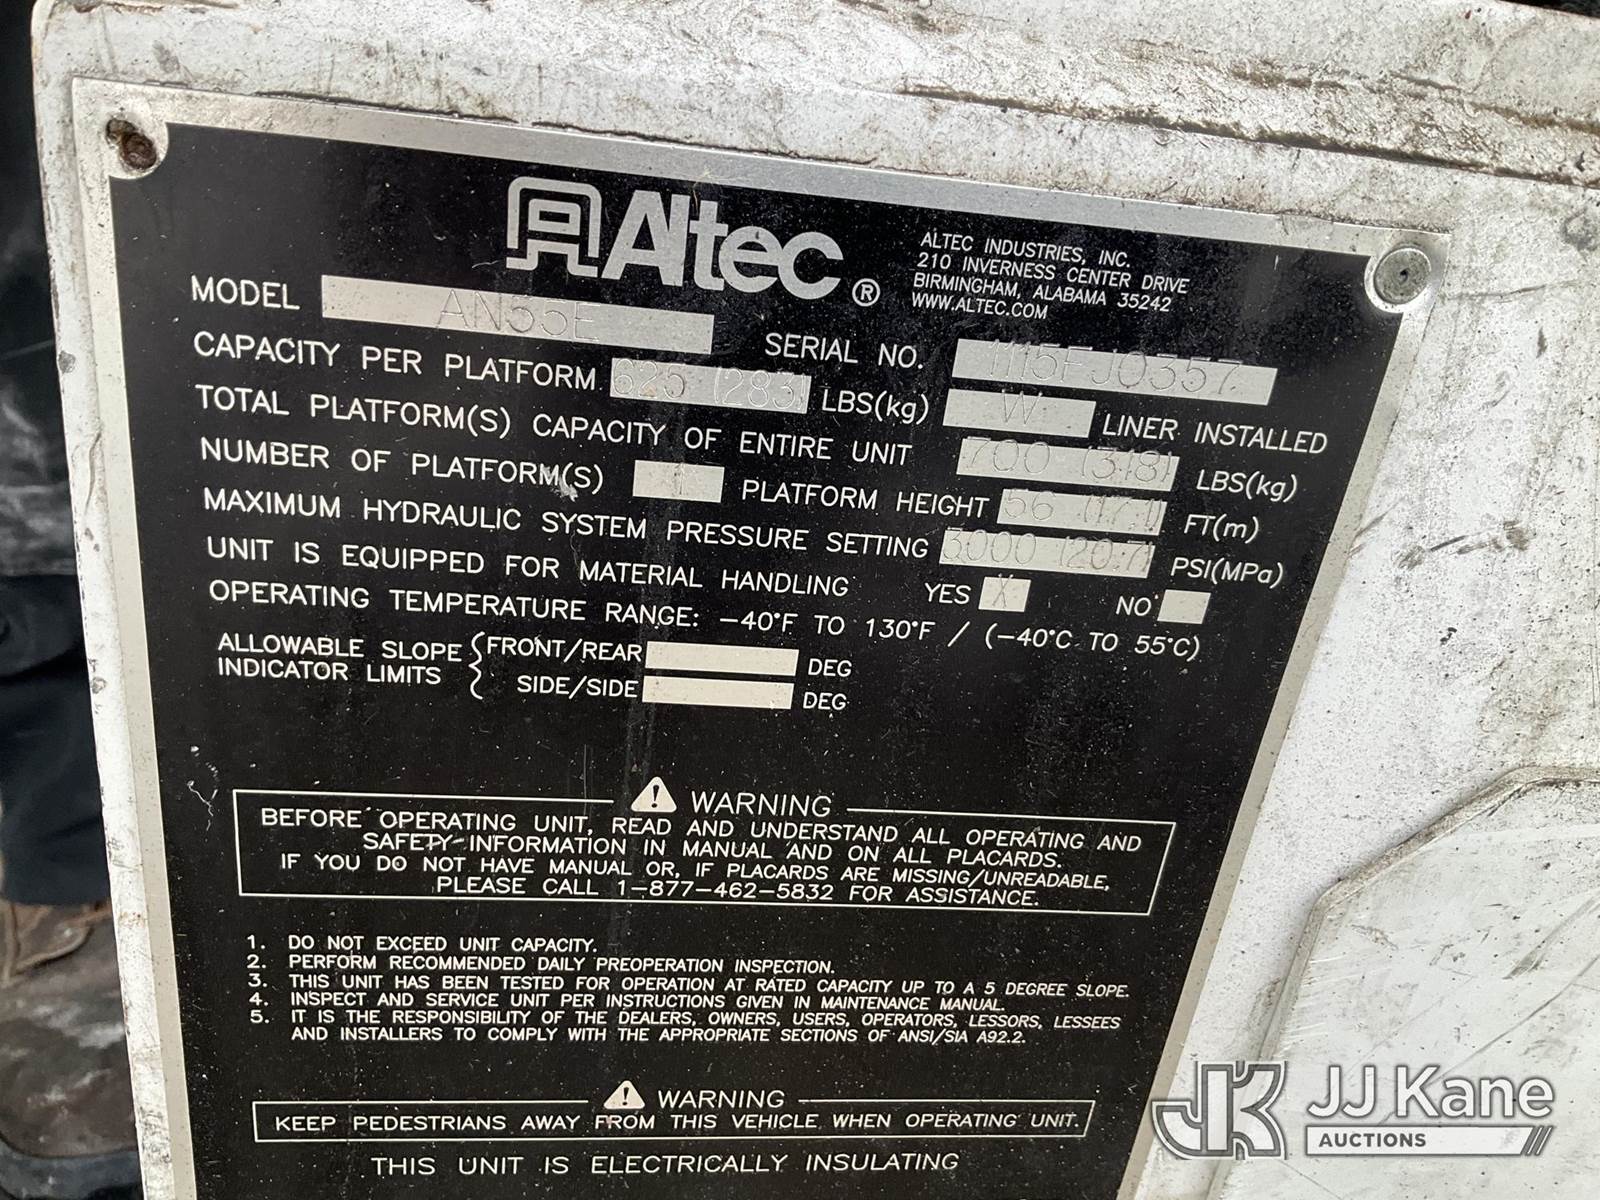 Altec®
ALTEC INDUSTRIES, INC.
210 INVERNESS CENTER DRIVE
BIRMINGHAM, ALABAMA 35242
WWW.ALTEC.COM
MODEL AN55E SERIAL NO. 1115FJ0357
CAPACITY PER PLATFORM 625 (283) LBS(kg) W LINER INSTALLED
TOTAL PLATFORM(S) CAPACITY OF ENTIRE UNIT 700 (318) LBS(kg)
NUMBER OF PLATFORM(S) 1 PLATFORM HEIGHT 56 (17.1) FT(m)
MAXIMUM HYDRAULIC SYSTEM PRESSURE SETTING 3000 (20.7) PSI(MPa)
UNIT IS EQUIPPED FOR MATERIAL HANDLING YES X NO
OPERATING TEMPERATURE RANGE: -40°F TO 130°F / (-40°C TO 55°C)
ALLOWABLE SLOPE FRONT/REAR DEG
INDICATOR LIMITS SIDE/SIDE DEG
WARNING
BEFORE OPERATING UNIT, READ AND UNDERSTAND ALL OPERATING AND
SAFETY INFORMATION IN MANUAL AND ON ALL PLACARDS.
IF YOU DO NOT HAVE MANUAL OR, IF PLACARDS ARE MISSING/UNREADABLE,
PLEASE CALL 1-877-462-5832 FOR ASSISTANCE.
1. DO NOT EXCEED UNIT CAPACITY.
2. PERFORM RECOMMENDED DAILY PREOPERATION INSPECTION.
3. THIS UNIT HAS BEEN TESTED FOR OPERATION AT RATED CAPACITY UP TO A 5 DEGREE SLOPE.
4. INSPECT AND SERVICE UNIT PER INSTRUCTIONS GIVEN IN MAINTENANCE MANUAL.
5. IT IS THE RESPONSIBILITY OF THE DEALERS, OWNERS, USERS, OPERATORS, LESSORS, LESSEES
AND INSTALLERS TO COMPLY WITH THE APPROPRIATE SECTIONS OF ANSI/SIA A92.2.
WARNING
KEEP PEDESTRIANS AWAY FROM THIS VEHICLE WHEN OPERATING UNIT.
THIS UNIT IS ELECTRICALLY INSULATING
JK JJ Kane
AUCTIONS